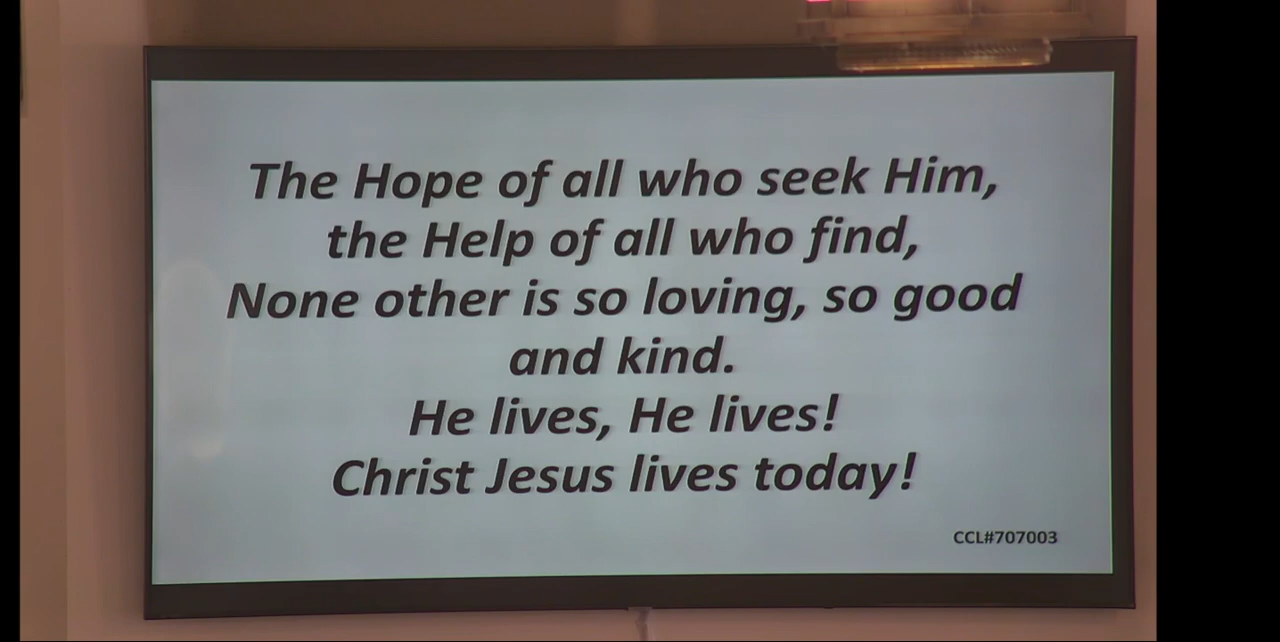 The Hope of all who seek Him,
the Help of all who find,
None other is so loving, so good
and kind.
He lives, He lives!
Christ Jesus lives today!
CCL#707003